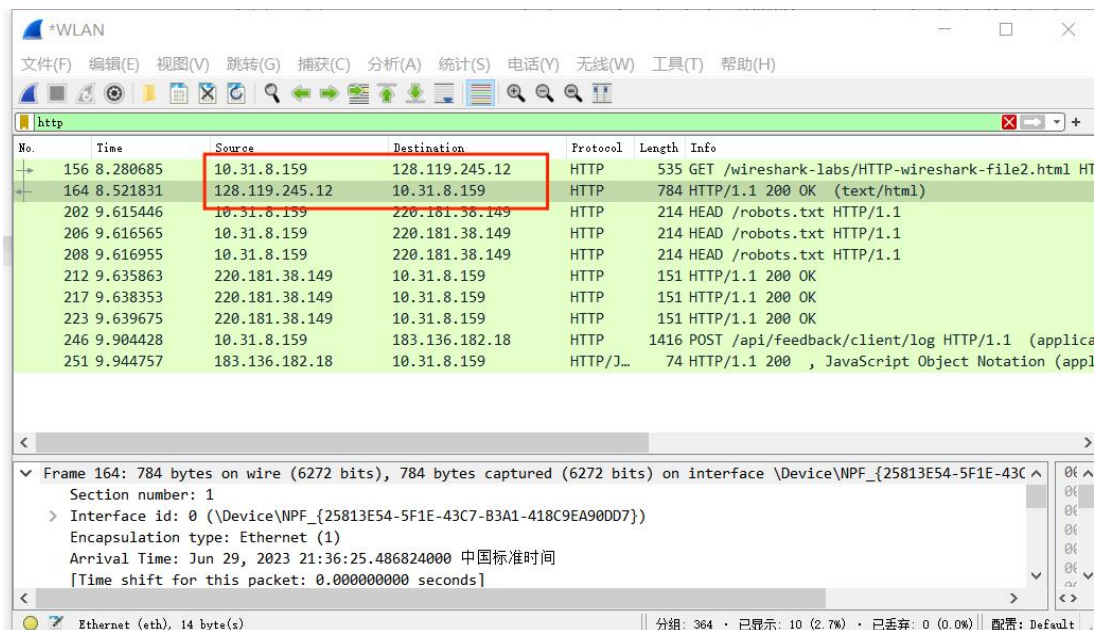 *WLAN
文件(F) 编辑(E) 视图(V) 跳转(G) 捕获(C) 分析(A) 统计(S) 电话(Y) 无线(W) 工具(T) 帮助(H)
http
No. Time Source Destination Protocol Length Info
156 8.280685 10.31.8.159 128.119.245.12 HTTP 535 GET /wireshark-labs/HTTP-wireshark-file2.html HT
164 8.521831 128.119.245.12 10.31.8.159 HTTP 784 HTTP/1.1 200 OK (text/html)
202 9.615446 10.31.8.159 220.181.38.149 HTTP 214 HEAD /robots.txt HTTP/1.1
206 9.616565 10.31.8.159 220.181.38.149 HTTP 214 HEAD /robots.txt HTTP/1.1
208 9.616955 10.31.8.159 220.181.38.149 HTTP 214 HEAD /robots.txt HTTP/1.1
212 9.635863 220.181.38.149 10.31.8.159 HTTP 151 HTTP/1.1 200 OK
217 9.638353 220.181.38.149 10.31.8.159 HTTP 151 HTTP/1.1 200 OK
223 9.639675 220.181.38.149 10.31.8.159 HTTP 151 HTTP/1.1 200 OK
246 9.904428 10.31.8.159 183.136.182.18 HTTP 1416 POST /api/feedback/client/log HTTP/1.1 (applica
251 9.944757 183.136.182.18 10.31.8.159 HTTP/J… 74 HTTP/1.1 200 , JavaScript Object Notation (appl
Frame 164: 784 bytes on wire (6272 bits), 784 bytes captured (6272 bits) on interface \Device\NPF_{25813E54-5F1E-43C
Section number: 1
Interface id: 0 (\Device\NPF_{25813E54-5F1E-43C7-B3A1-418C9EA90DD7})
Encapsulation type: Ethernet (1)
Arrival Time: Jun 29, 2023 21:36:25.486824000 中国标准时间
[Time shift for this packet: 0.000000000 seconds]
Ethernet (eth), 14 byte(s) 分组: 364 · 已显示: 10 (2.7%) · 已丢弃: 0 (0.0%) 配置: Default